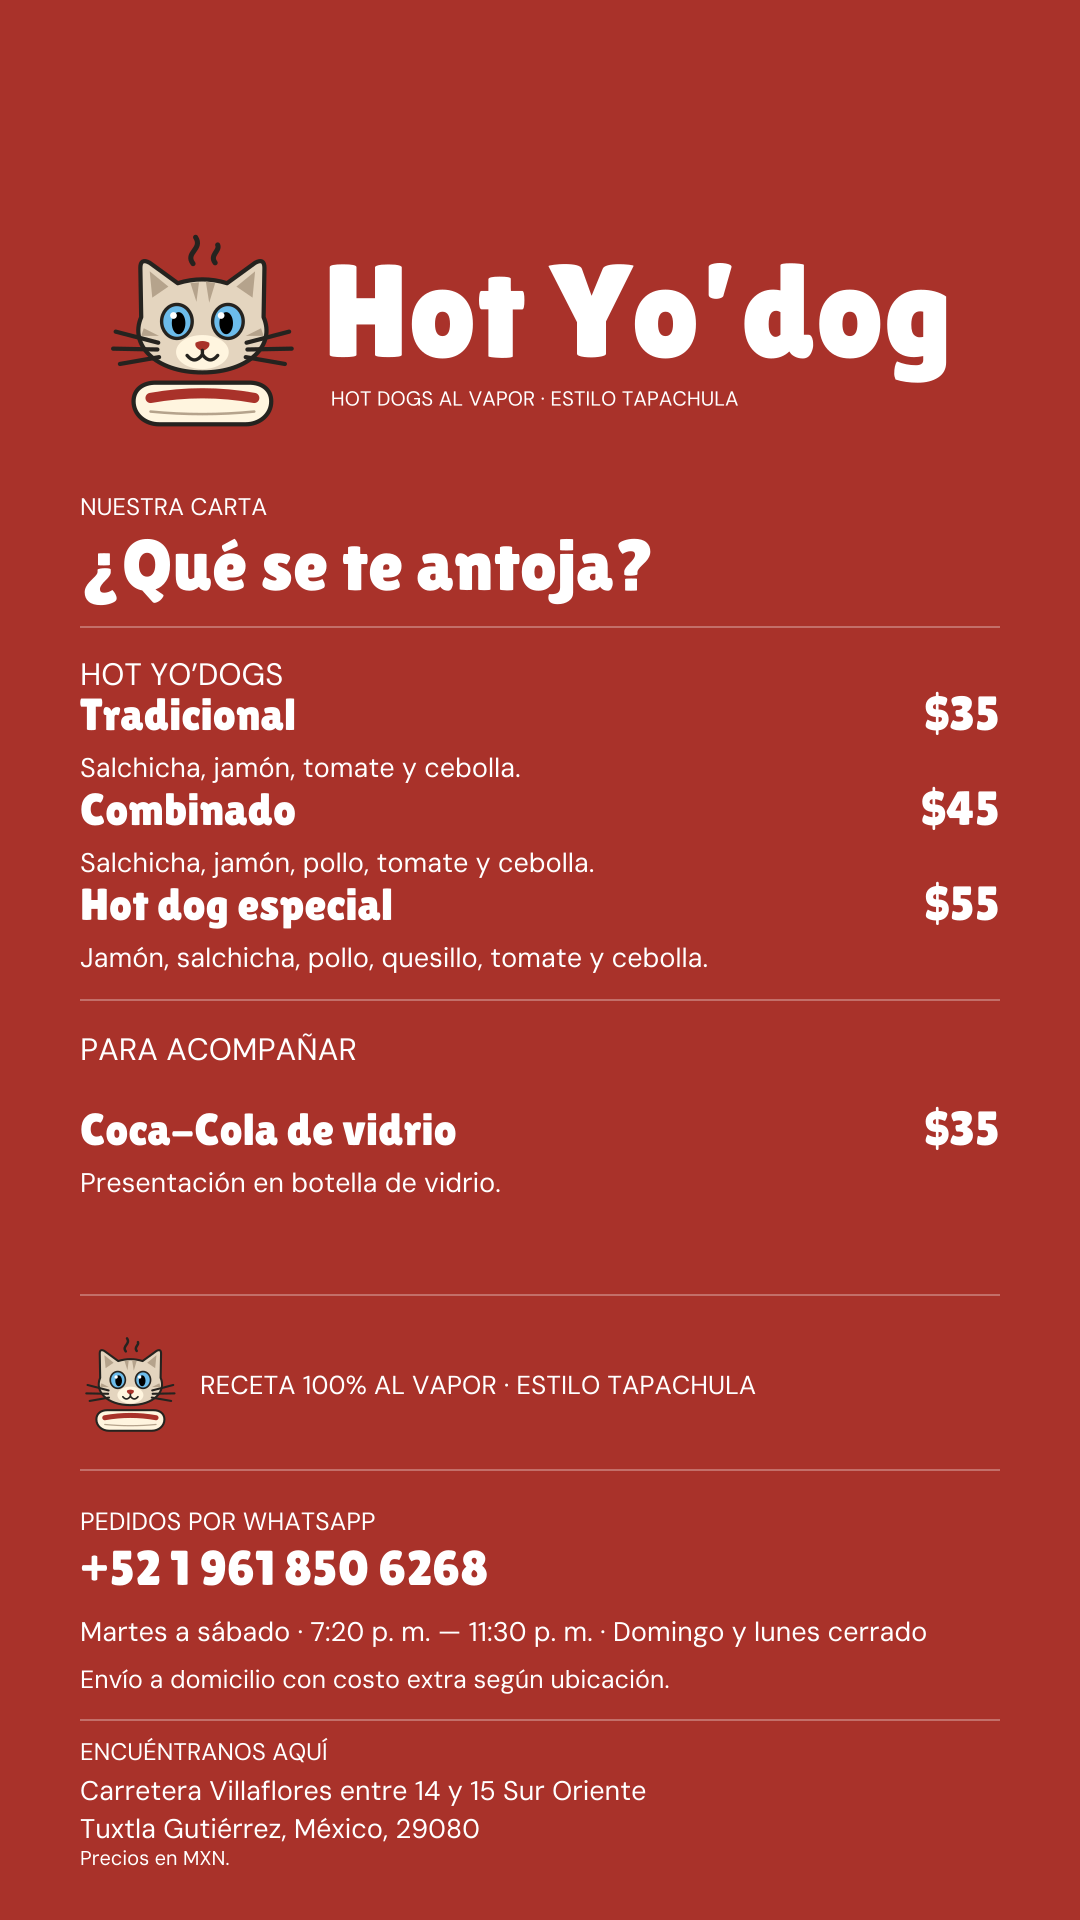 Hot Yo’dog
HOT DOGS AL VAPOR · ESTILO TAPACHULA
NUESTRA CARTA
¿Qué se te antoja?
HOT YO’DOGS
Tradicional $35
Salchicha, jamón, tomate y cebolla.
Combinado $45
Salchicha, jamón, pollo, tomate y cebolla.
Hot dog especial $55
Jamón, salchicha, pollo, quesillo, tomate y cebolla.
PARA ACOMPAÑAR
Coca-Cola de vidrio $35
Presentación en botella de vidrio.
RECETA 100% AL VAPOR · ESTILO TAPACHULA
PEDIDOS POR WHATSAPP
+52 1 961 850 6268
Martes a sábado · 7:20 p. m. — 11:30 p. m. · Domingo y lunes cerrado
Envío a domicilio con costo extra según ubicación.
ENCUÉNTRANOS AQUÍ
Carretera Villaflores entre 14 y 15 Sur Oriente
Tuxtla Gutiérrez, México, 29080
Precios en MXN.